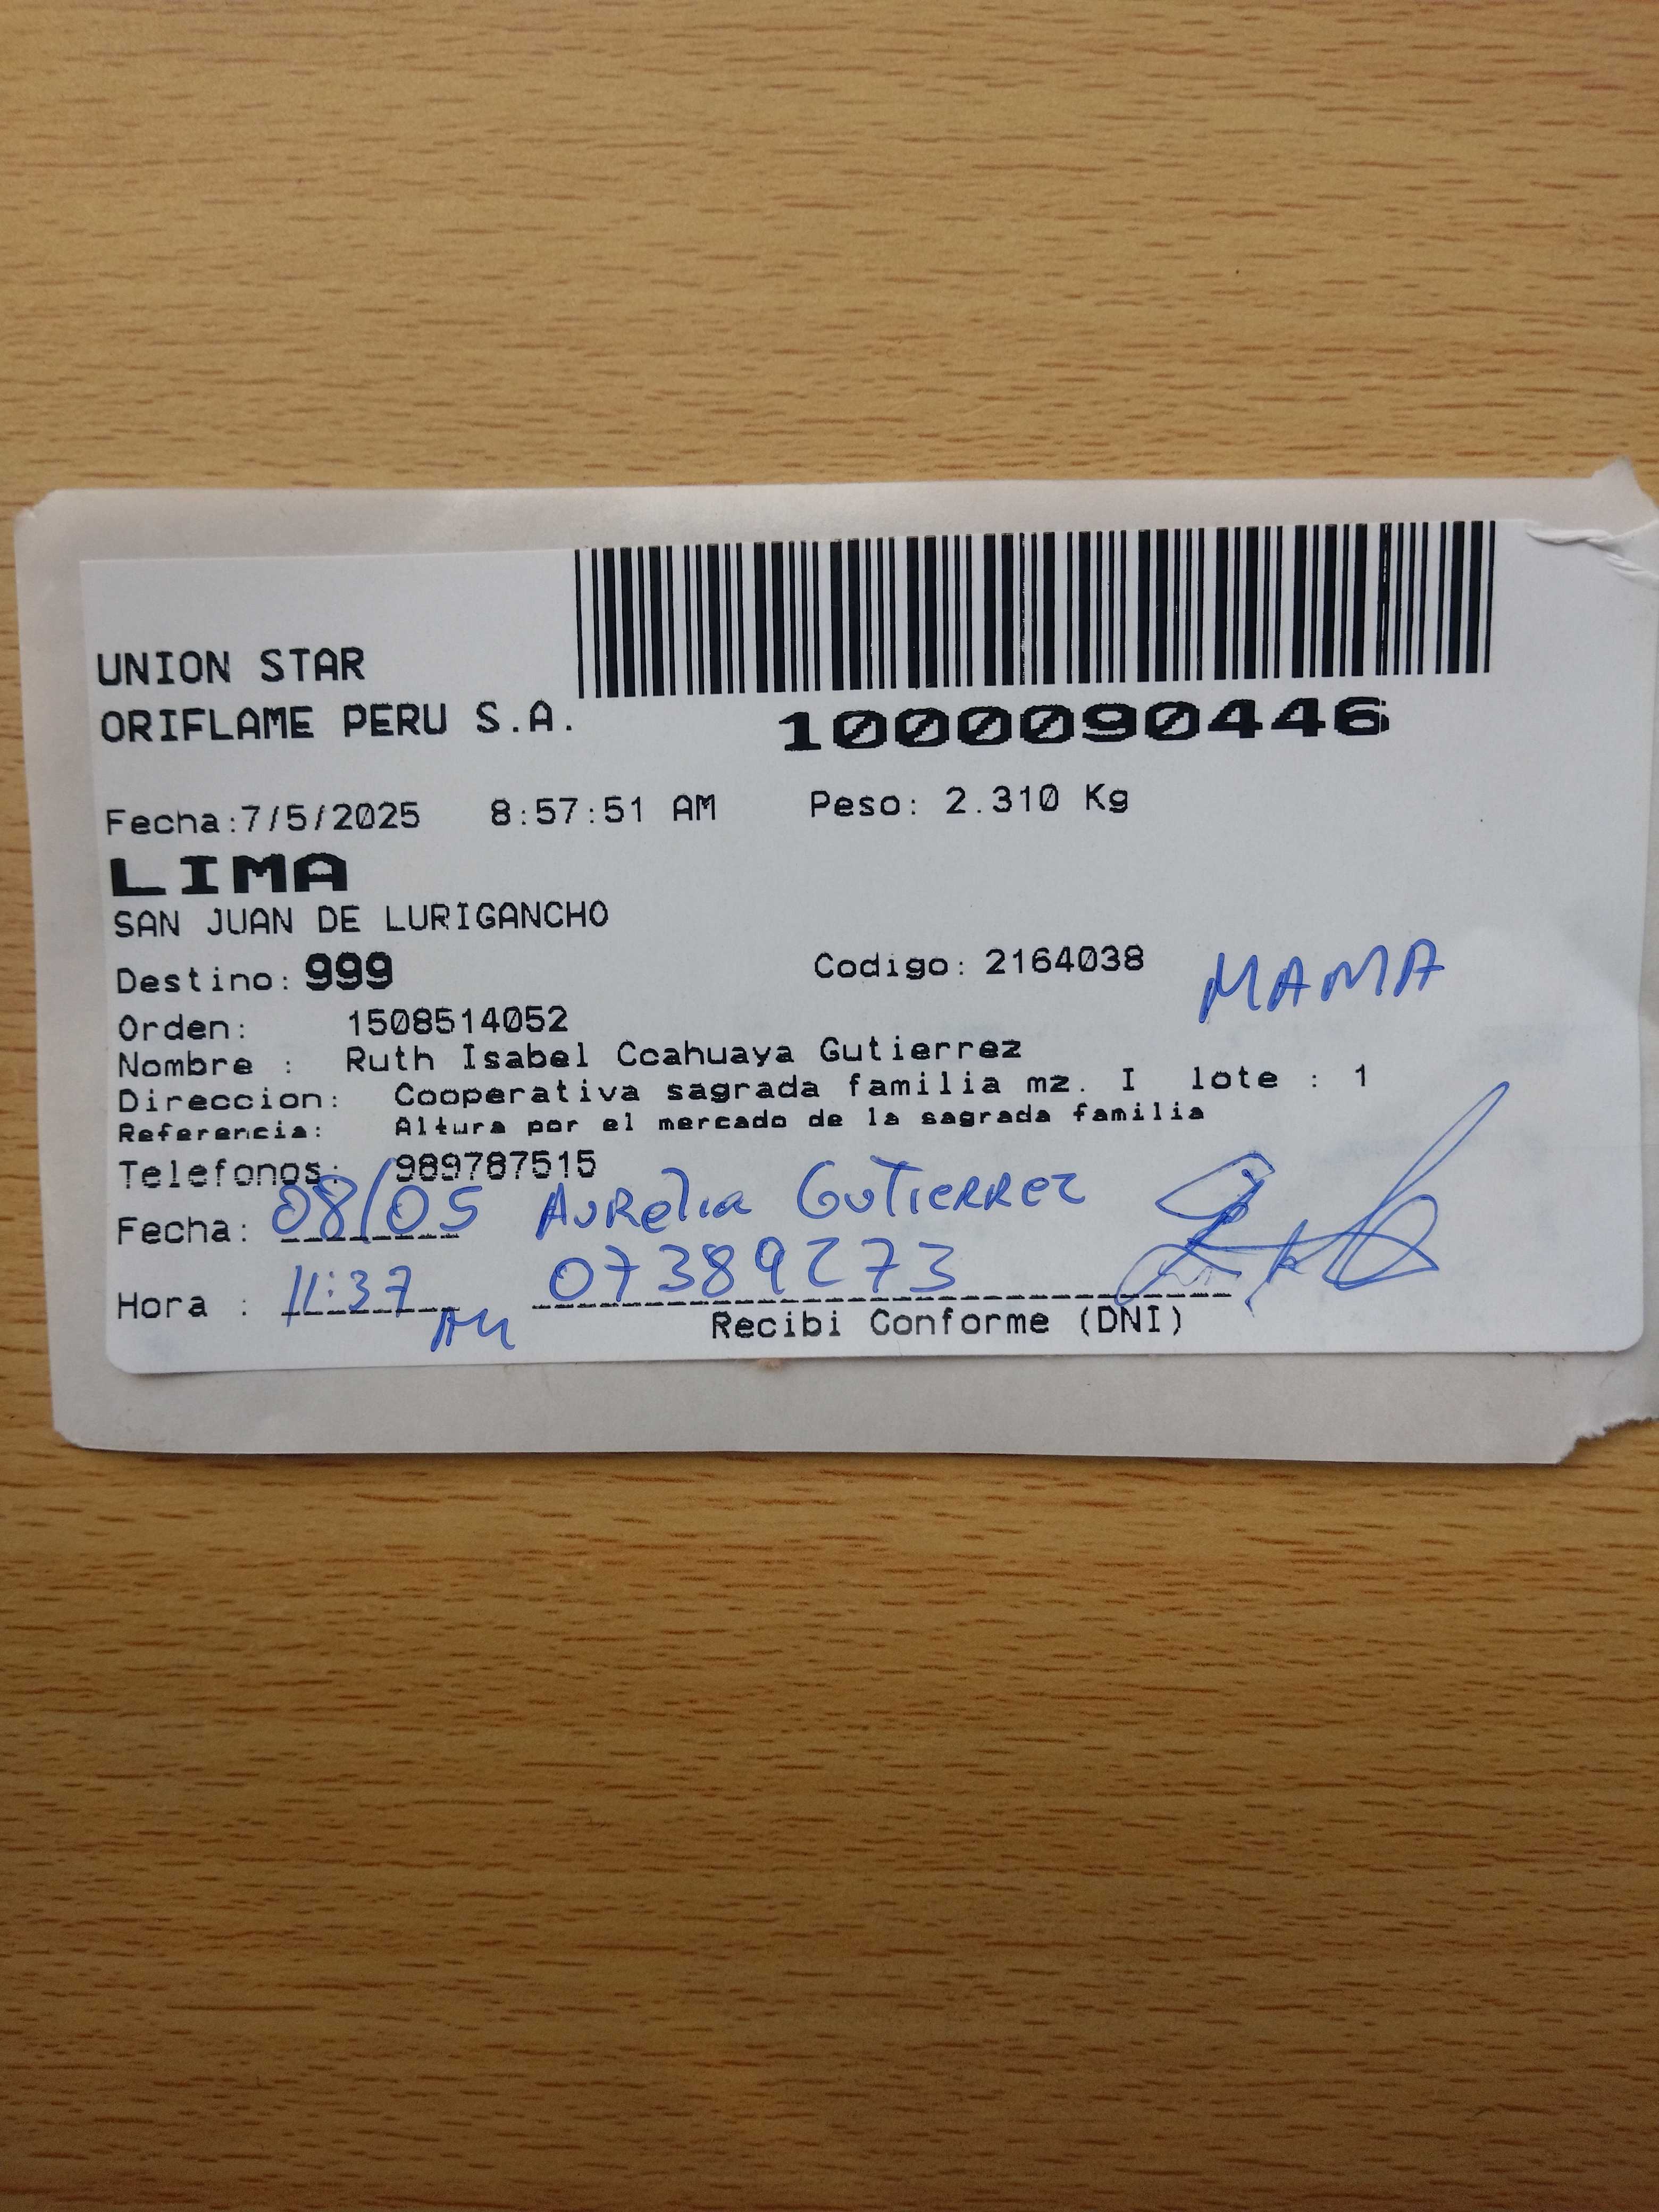 UNION STAR
ORIFLAME PERU S.A.
1000090446
Fecha:7/5/2025 8:57:51 AM Peso: 2.310 Kg
LIMA
SAN JUAN DE LURIGANCHO
Destino: 999 Codigo: 2164038 MAMA
Orden: 1508514052
Nombre : Ruth Isabel Ccahuaya Gutierrez
Direccion: Cooperativa sagrada familia mz. I lote : 1
Referencia: Altura por el mercado de la sagrada familia
Telefonos: 989787515
Fecha: 08/05 Aurelia Gutierrez
Hora : 11:37 AM 07389273
Recibi Conforme (DNI)